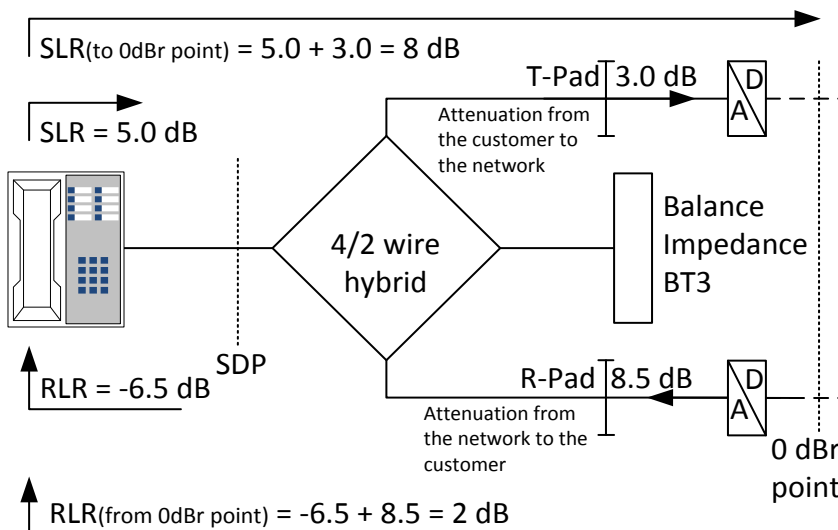 SLR(to 0dBr point) = 5.0 + 3.0 = 8 dB
T-Pad 3.0 dB
D
A
SLR = 5.0 dB
Attenuation from
the customer to
the network
4/2 wire
hybrid
Balance
Impedance
BT3
SDP
RLR = -6.5 dB
R-Pad 8.5 dB
D
A
Attenuation from
the network to the
customer
0 dBr
point
RLR(from 0dBr point) = -6.5 + 8.5 = 2 dB